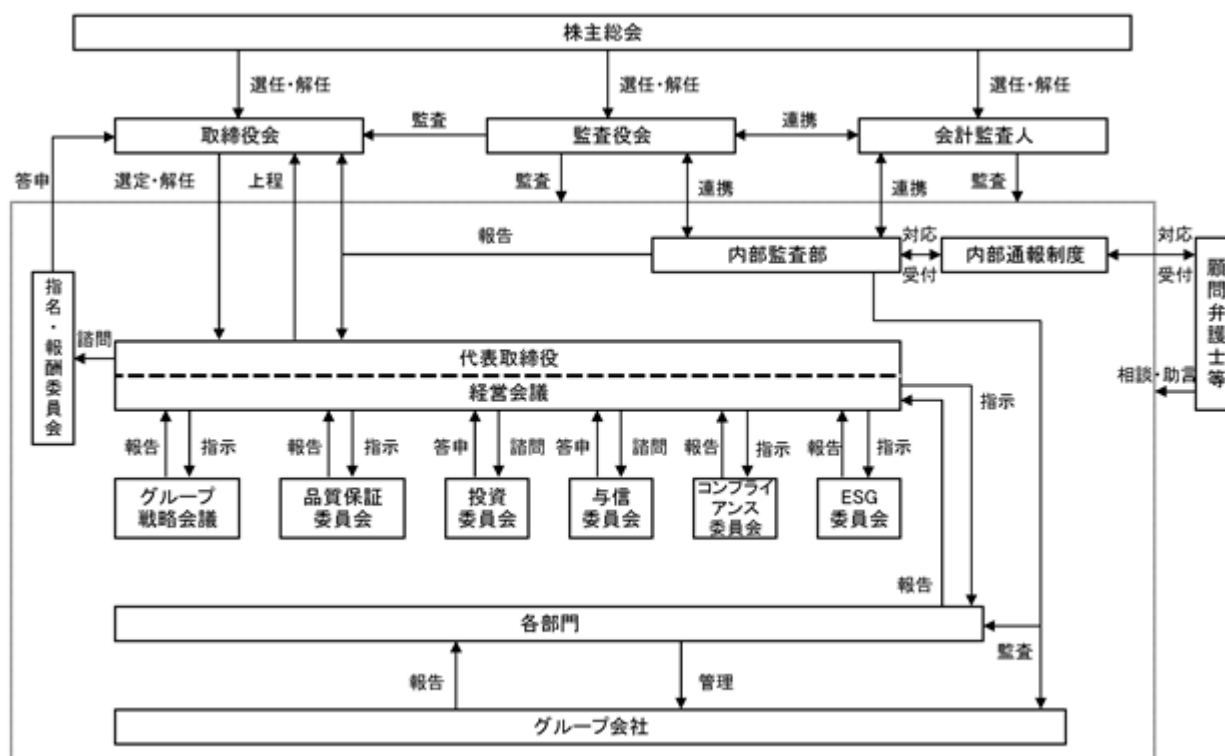 株主総会
選任・解任
選任・解任
選任・解任
取締役会
監査
監査役会
連携
会計監査人
答申
選定・解任
上程
監査
連携
連携
監査
報告
内部監査部
対応
受付
内部通報制度
対応
受付
顧問弁護士等
指名・報酬委員会
諮問
代表取締役
経営会議
相談・助言
指示
報告
指示
報告
指示
答申
諮問
答申
諮問
報告
指示
報告
指示
グループ
戦略会議
品質保証
委員会
投資
委員会
与信
委員会
コンプライ
アンス
委員会
ESG
委員会
報告
各部門
監査
報告
管理
グループ会社